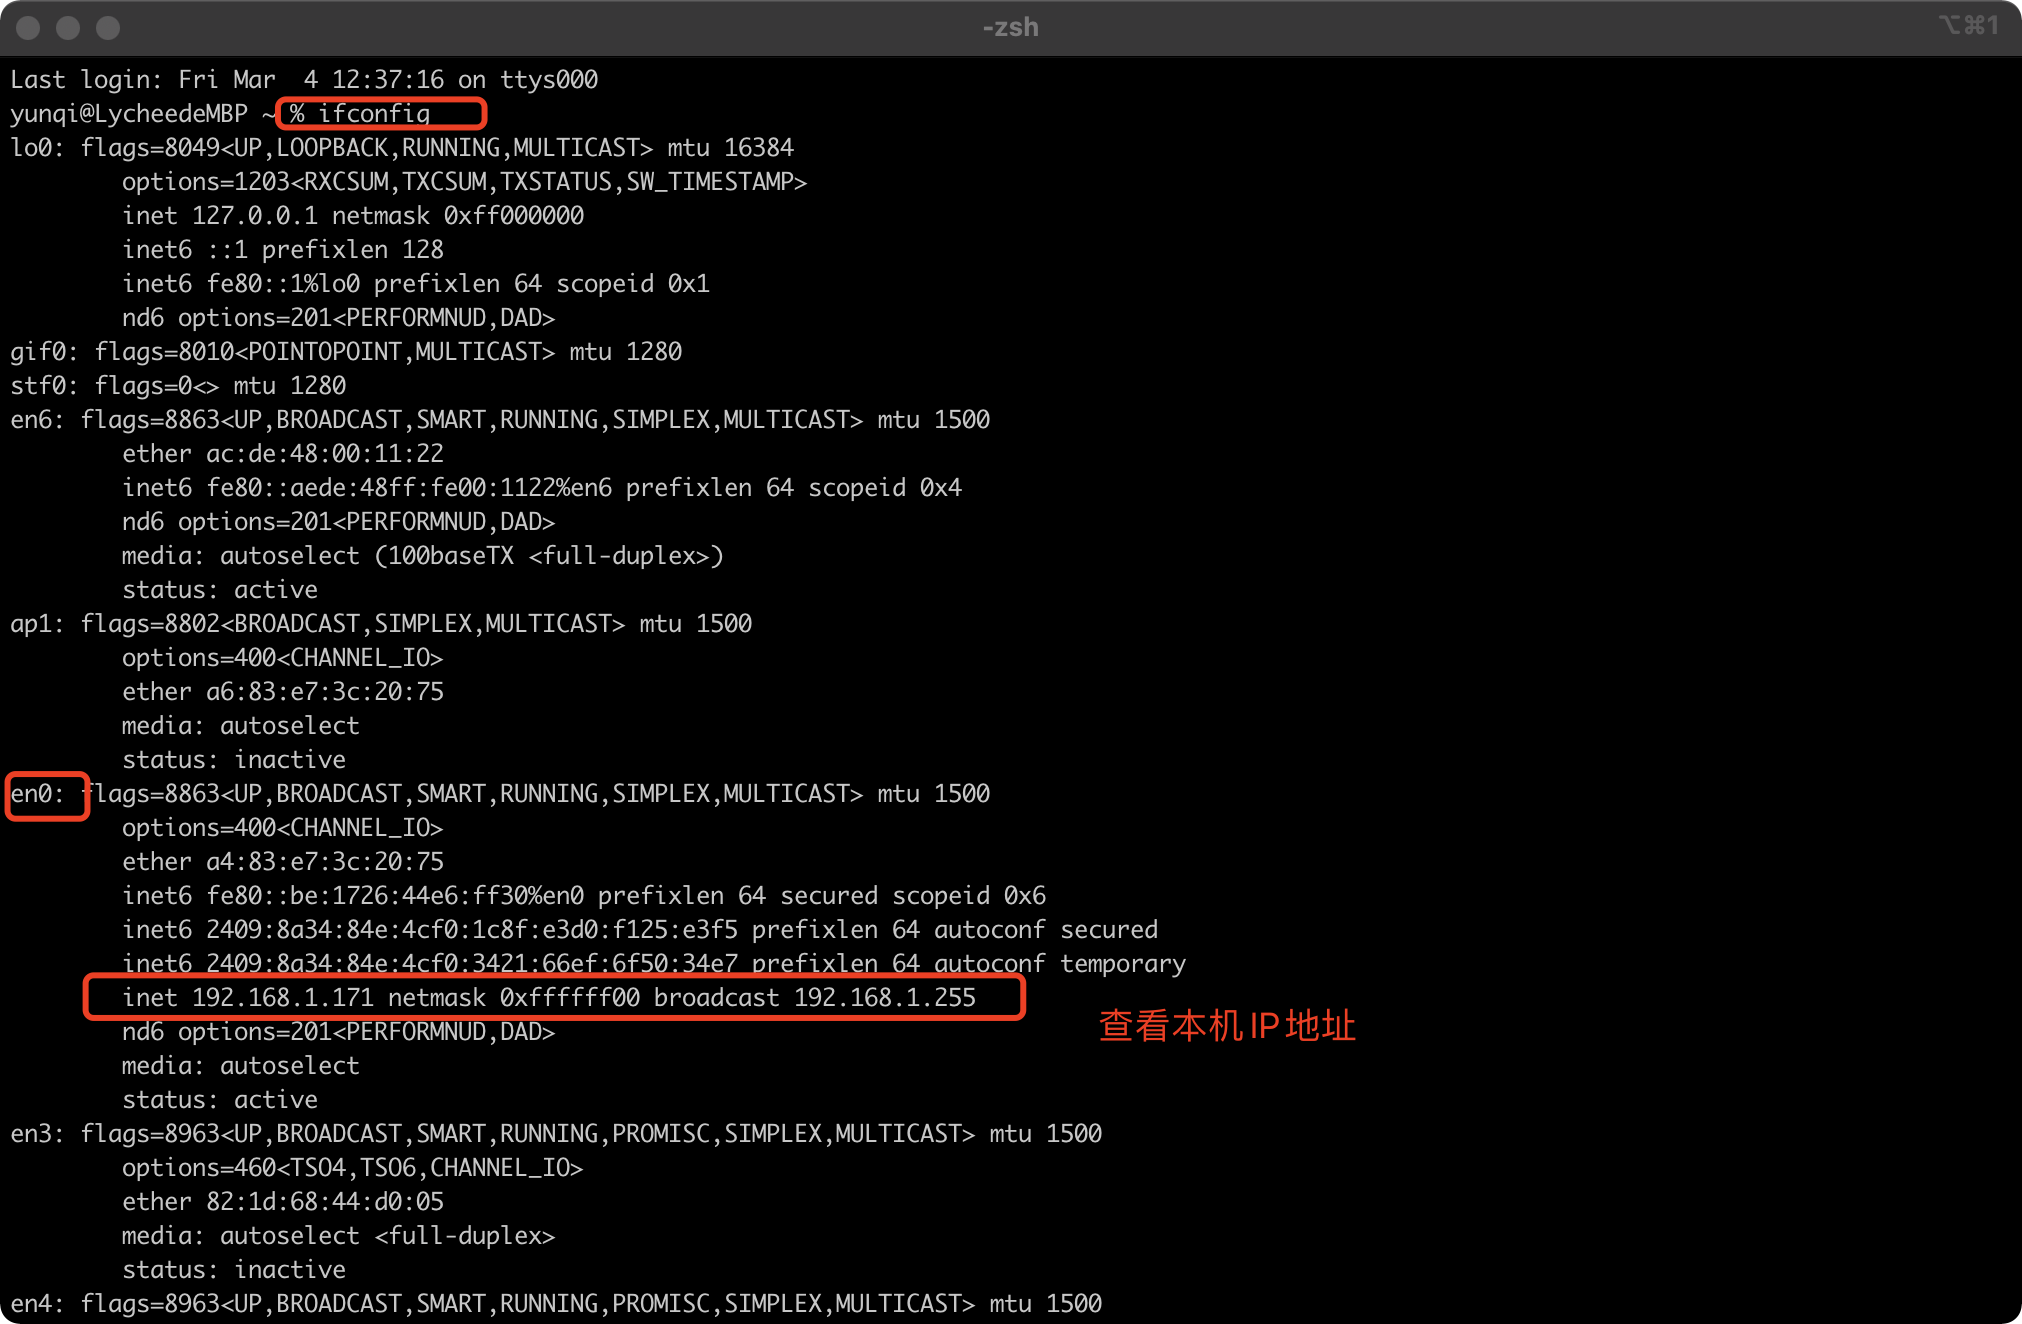 -zsh
⌥⌘1
Last login: Fri Mar  4 12:37:16 on ttys000
yunqi@LycheedeMBP ~ % ifconfig
lo0: flags=8049<UP,LOOPBACK,RUNNING,MULTICAST> mtu 16384
        options=1203<RXCSUM,TXCSUM,TXSTATUS,SW_TIMESTAMP>
        inet 127.0.0.1 netmask 0xff000000
        inet6 ::1 prefixlen 128
        inet6 fe80::1%lo0 prefixlen 64 scopeid 0x1
        nd6 options=201<PERFORMNUD,DAD>
gif0: flags=8010<POINTOPOINT,MULTICAST> mtu 1280
stf0: flags=0<> mtu 1280
en6: flags=8863<UP,BROADCAST,SMART,RUNNING,SIMPLEX,MULTICAST> mtu 1500
        ether ac:de:48:00:11:22
        inet6 fe80::aede:48ff:fe00:1122%en6 prefixlen 64 scopeid 0x4
        nd6 options=201<PERFORMNUD,DAD>
        media: autoselect (100baseTX <full-duplex>)
        status: active
ap1: flags=8802<BROADCAST,SIMPLEX,MULTICAST> mtu 1500
        options=400<CHANNEL_IO>
        ether a6:83:e7:3c:20:75
        media: autoselect
        status: inactive
en0: flags=8863<UP,BROADCAST,SMART,RUNNING,SIMPLEX,MULTICAST> mtu 1500
        options=400<CHANNEL_IO>
        ether a4:83:e7:3c:20:75
        inet6 fe80::be:1726:44e6:ff30%en0 prefixlen 64 secured scopeid 0x6
        inet6 2409:8a34:84e:4cf0:1c8f:e3d0:f125:e3f5 prefixlen 64 autoconf secured
        inet6 2409:8a34:84e:4cf0:3421:66ef:6f50:34e7 prefixlen 64 autoconf temporary
        inet 192.168.1.171 netmask 0xffffff00 broadcast 192.168.1.255
查看本机IP地址
        nd6 options=201<PERFORMNUD,DAD>
        media: autoselect
        status: active
en3: flags=8963<UP,BROADCAST,SMART,RUNNING,PROMISC,SIMPLEX,MULTICAST> mtu 1500
        options=460<TSO4,TSO6,CHANNEL_IO>
        ether 82:1d:68:44:d0:05
        media: autoselect <full-duplex>
        status: inactive
en4: flags=8963<UP,BROADCAST,SMART,RUNNING,PROMISC,SIMPLEX,MULTICAST> mtu 1500